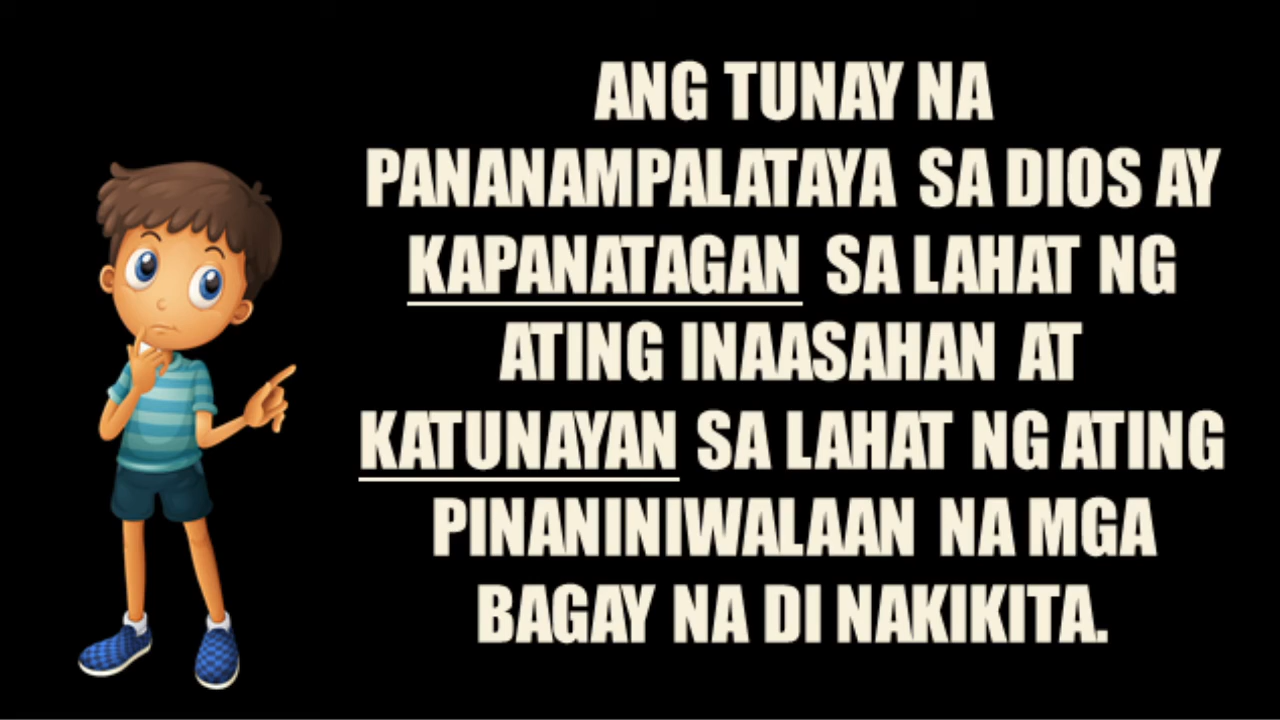 ANG TUNAY NA
PANANAMPALATAYA SA DIOS AY
KAPANATAGAN SA LAHAT NG
ATING INAASAHAN AT
KATUNAYAN SA LAHAT NG ATING
PINANINIWALAAN NA MGA
BAGAY NA DI NAKIKITA.